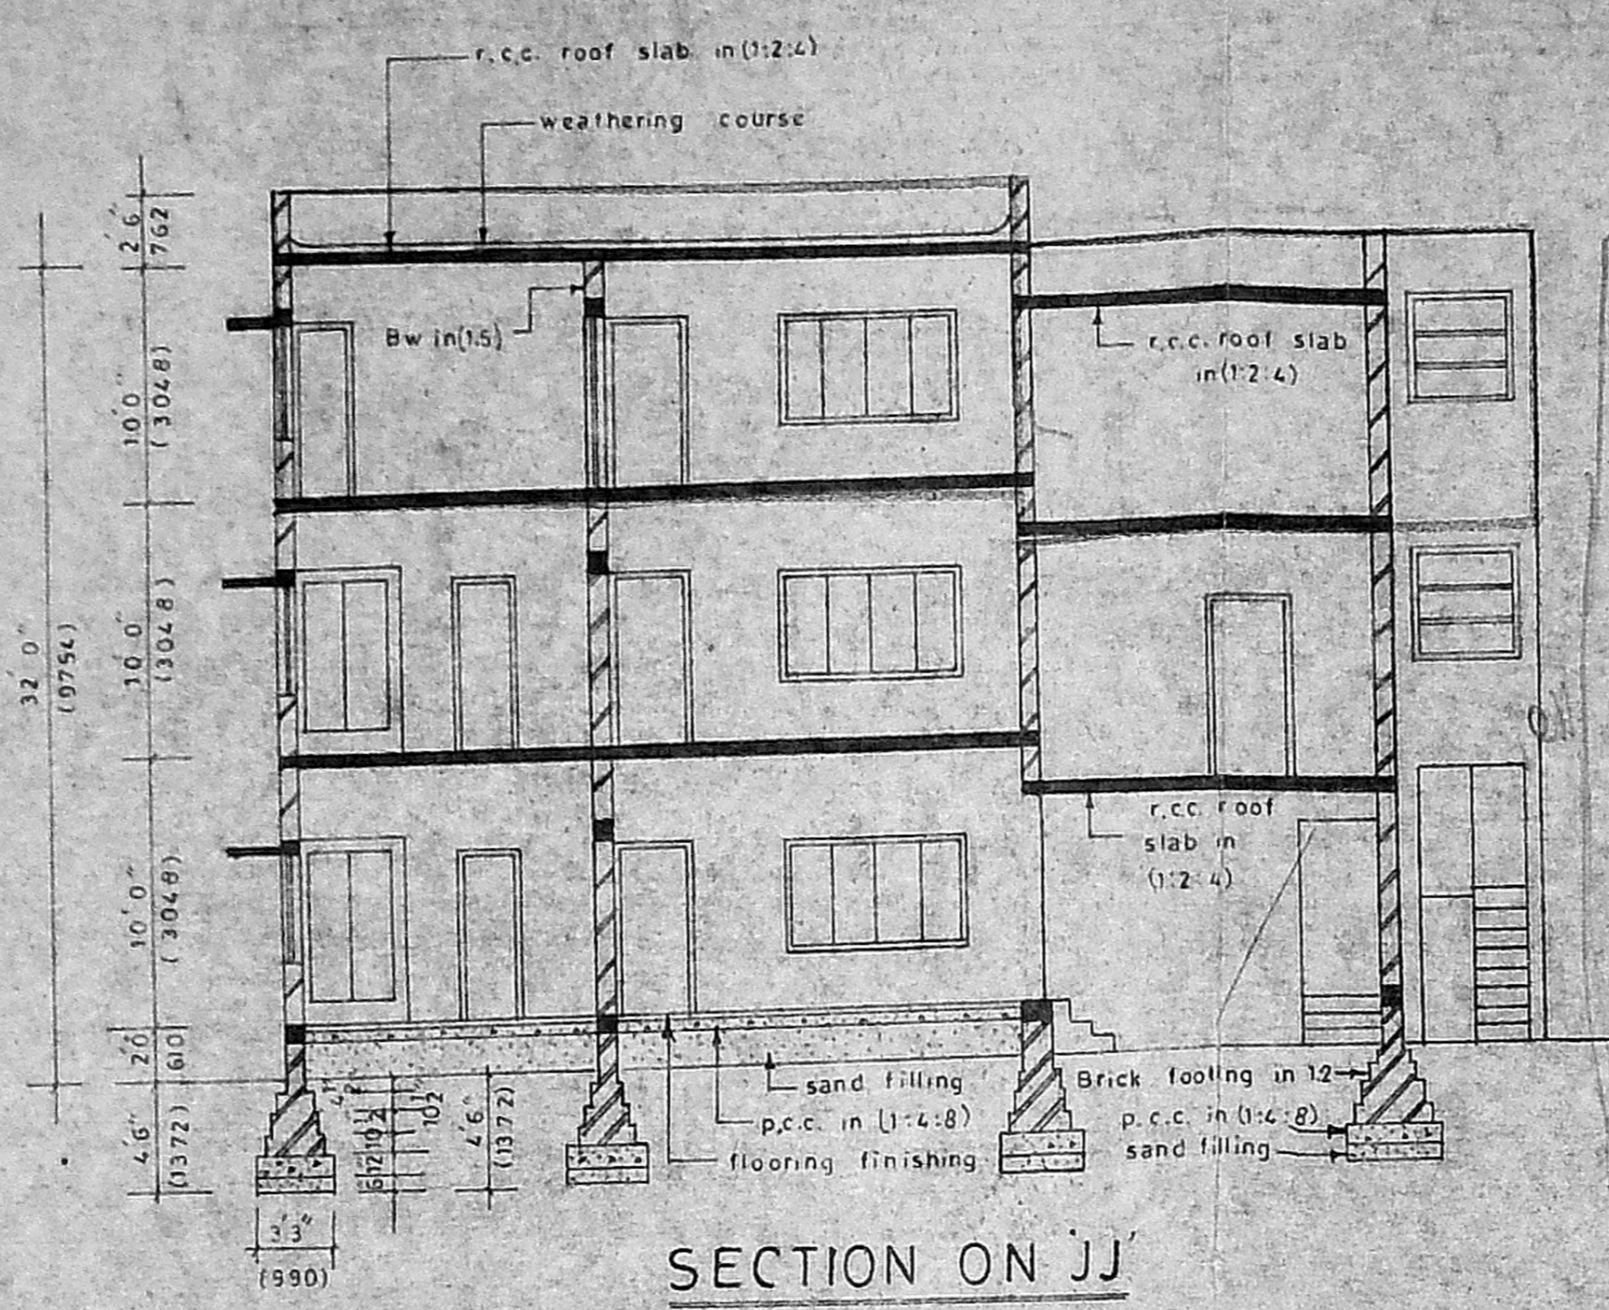 r.c.c. roof slab in (1:2:4)
weathering course
2' 6"
762
Bw in(1:5)
r.c.c. roof slab
in (1:2:4)
10' 0"
(3048)
32' 0"
(9754)
10' 0"
(3048)
r.c.c. roof
slab in
(1:2:4)
10' 0"
(3048)
2' 0
610
4' 6"
(1372)
4' 6"
(1372)
sand filling
p.c.c. in (1:4:8)
flooring finishing
Brick footing in 1:2
p.c.c. in (1:4:8)
sand filling
3' 3"
(990)
SECTION ON 'JJ'